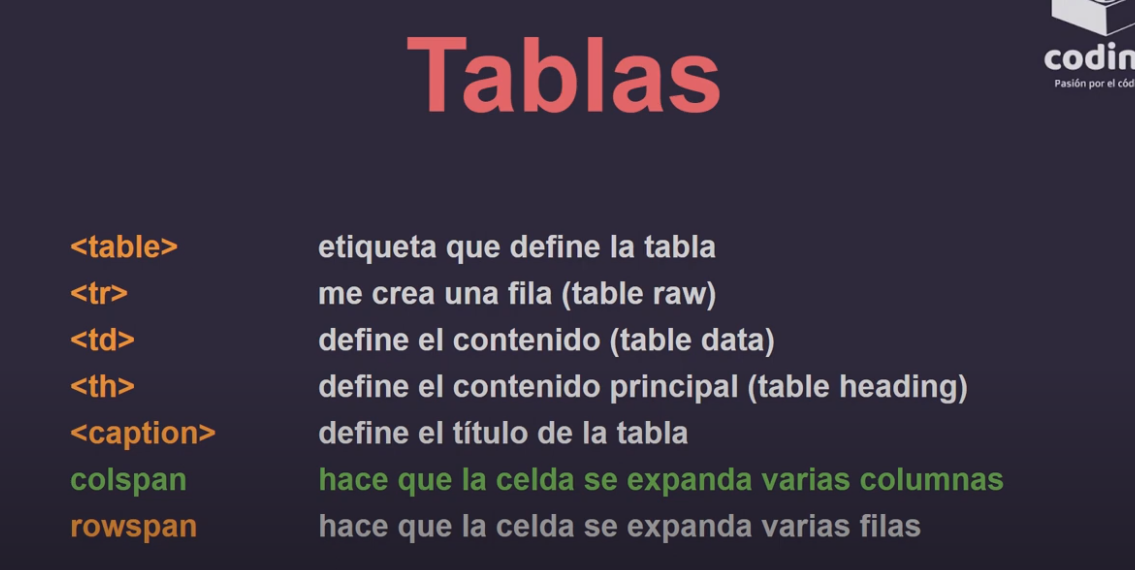 Tablas
Pasión por el
<table> etiqueta que define la tabla
<tr> me crea una fila (table raw)
<td> define el contenido (table data)
<th> define el contenido principal (table heading)
<caption> define el título de la tabla
colspan hace que la celda se expanda varias columnas
rowspan hace que la celda se expanda varias filas